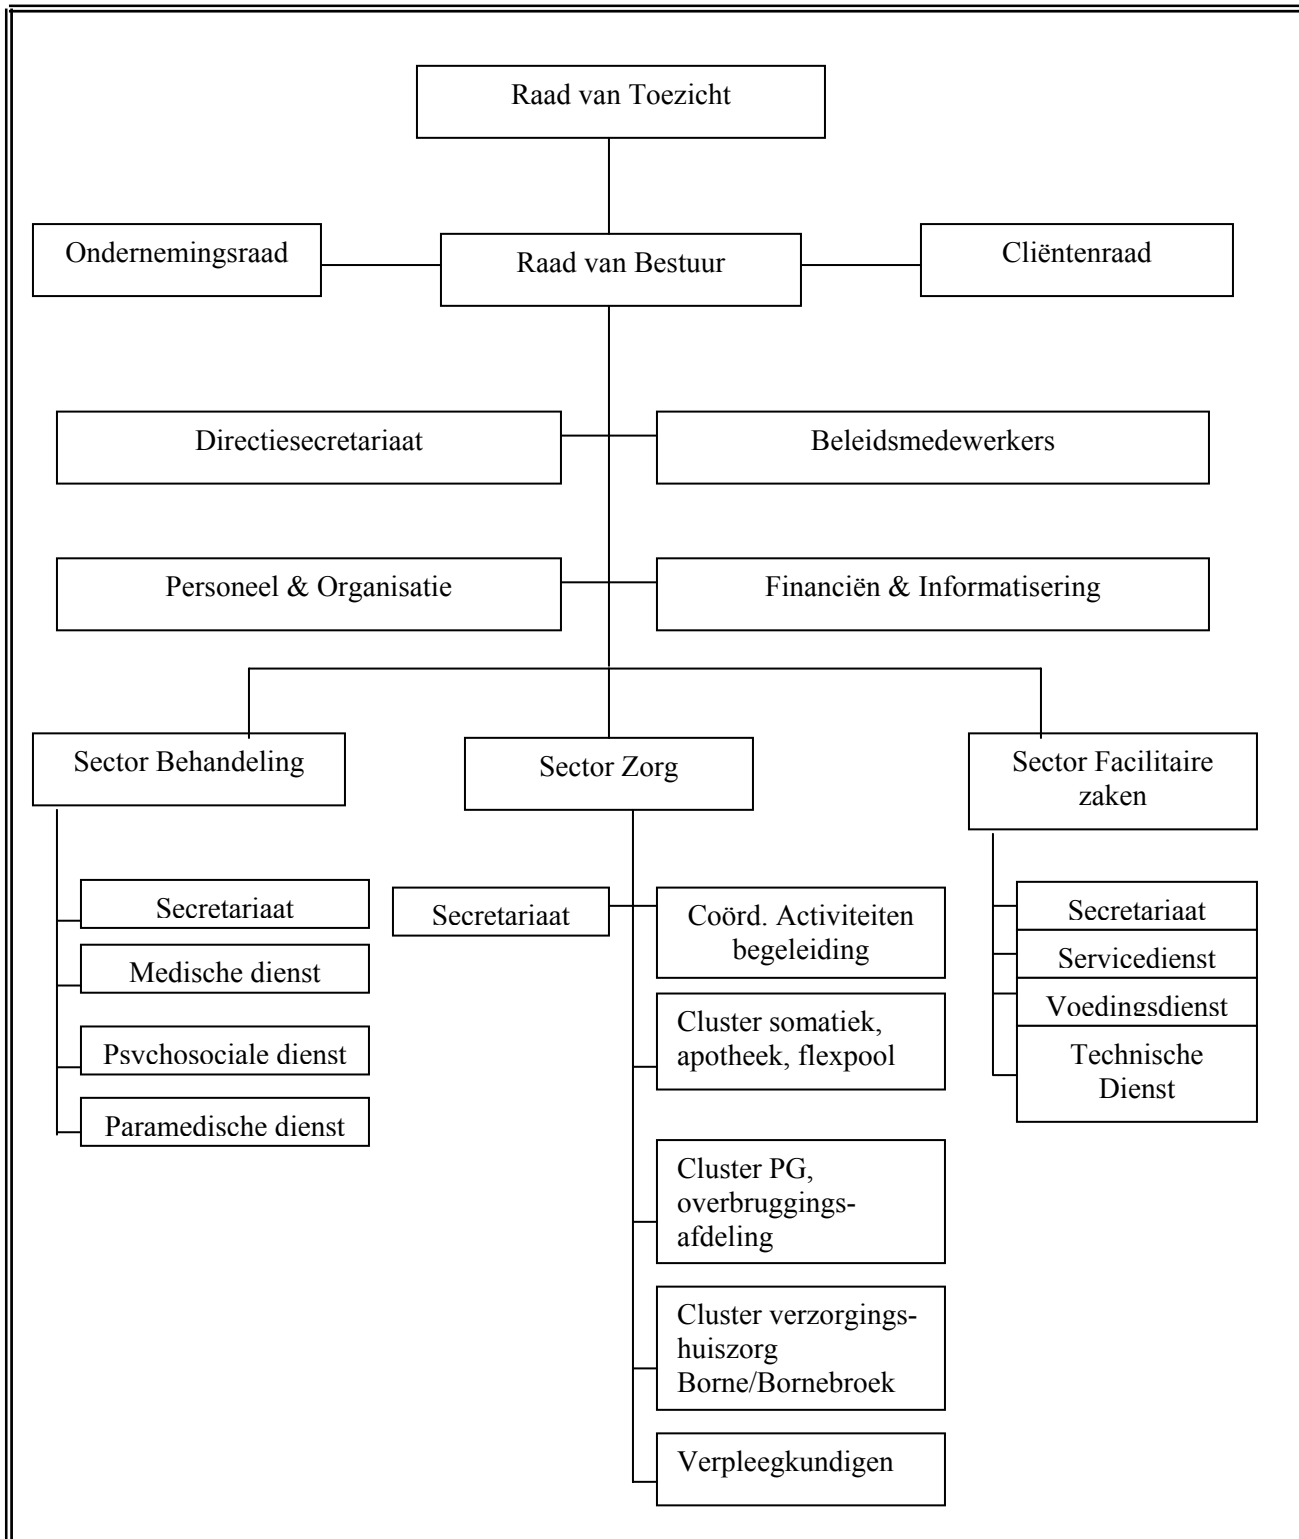 Raad van Toezicht
Ondernemingsraad
Raad van Bestuur
Cliëntenraad
Directiesecretariaat
Beleidsmedewerkers
Personeel & Organisatie
Financiën & Informatisering
Sector Behandeling
Sector Zorg
Sector Facilitaire
zaken
Secretariaat
Medische dienst
Psychosociale dienst
Paramedische dienst
Secretariaat
Coörd. Activiteiten
begeleiding
Cluster somatiek,
apotheek, flexpool
Cluster PG,
overbruggings-
afdeling
Cluster verzorgings-
huiszorg
Borne/Bornebroek
Verpleegkundigen
Secretariaat
Servicedienst
Voedingsdienst
Technische
Dienst